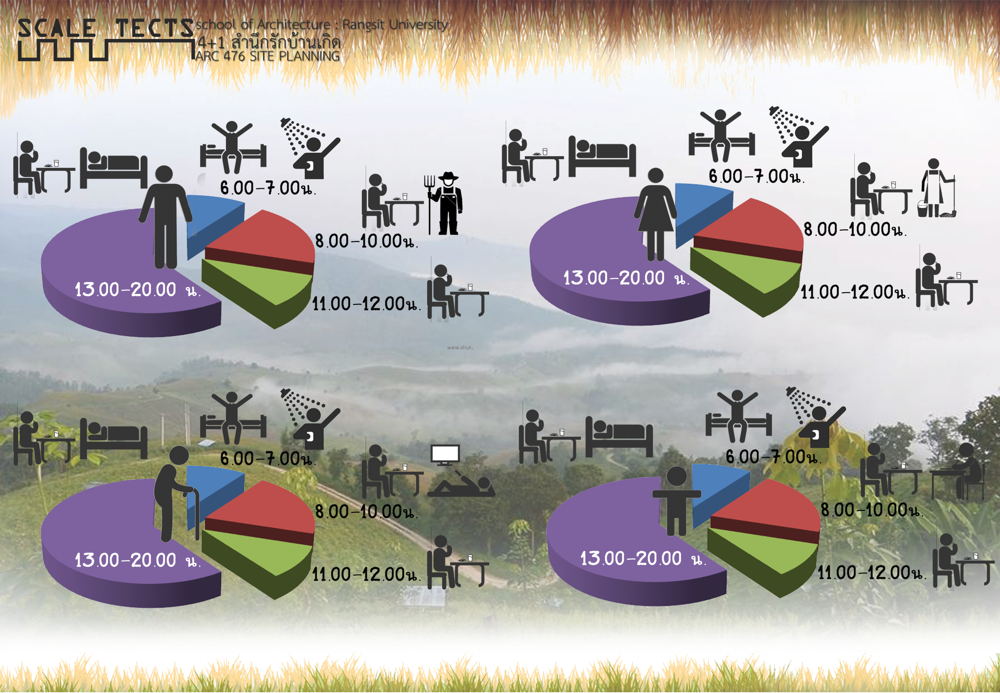 SCALE TECTS
school of Architecture : Rangsit University
4+1 สำนึกรักบ้านเกิด
ARC 476 SITE PLANNING
6.00-7.00น.
8.00-10.00น.
13.00-20.00 น.
11.00-12.00น.
6.00-7.00น.
8.00-10.00น.
13.00-20.00 น.
11.00-12.00น.
www.shut
6.00-7.00น.
8.00-10.00น.
13.00-20.00 น.
11.00-12.00น.
6.00-7.00น.
8.00-10.00น.
13.00-20.00 น.
11.00-12.00น.